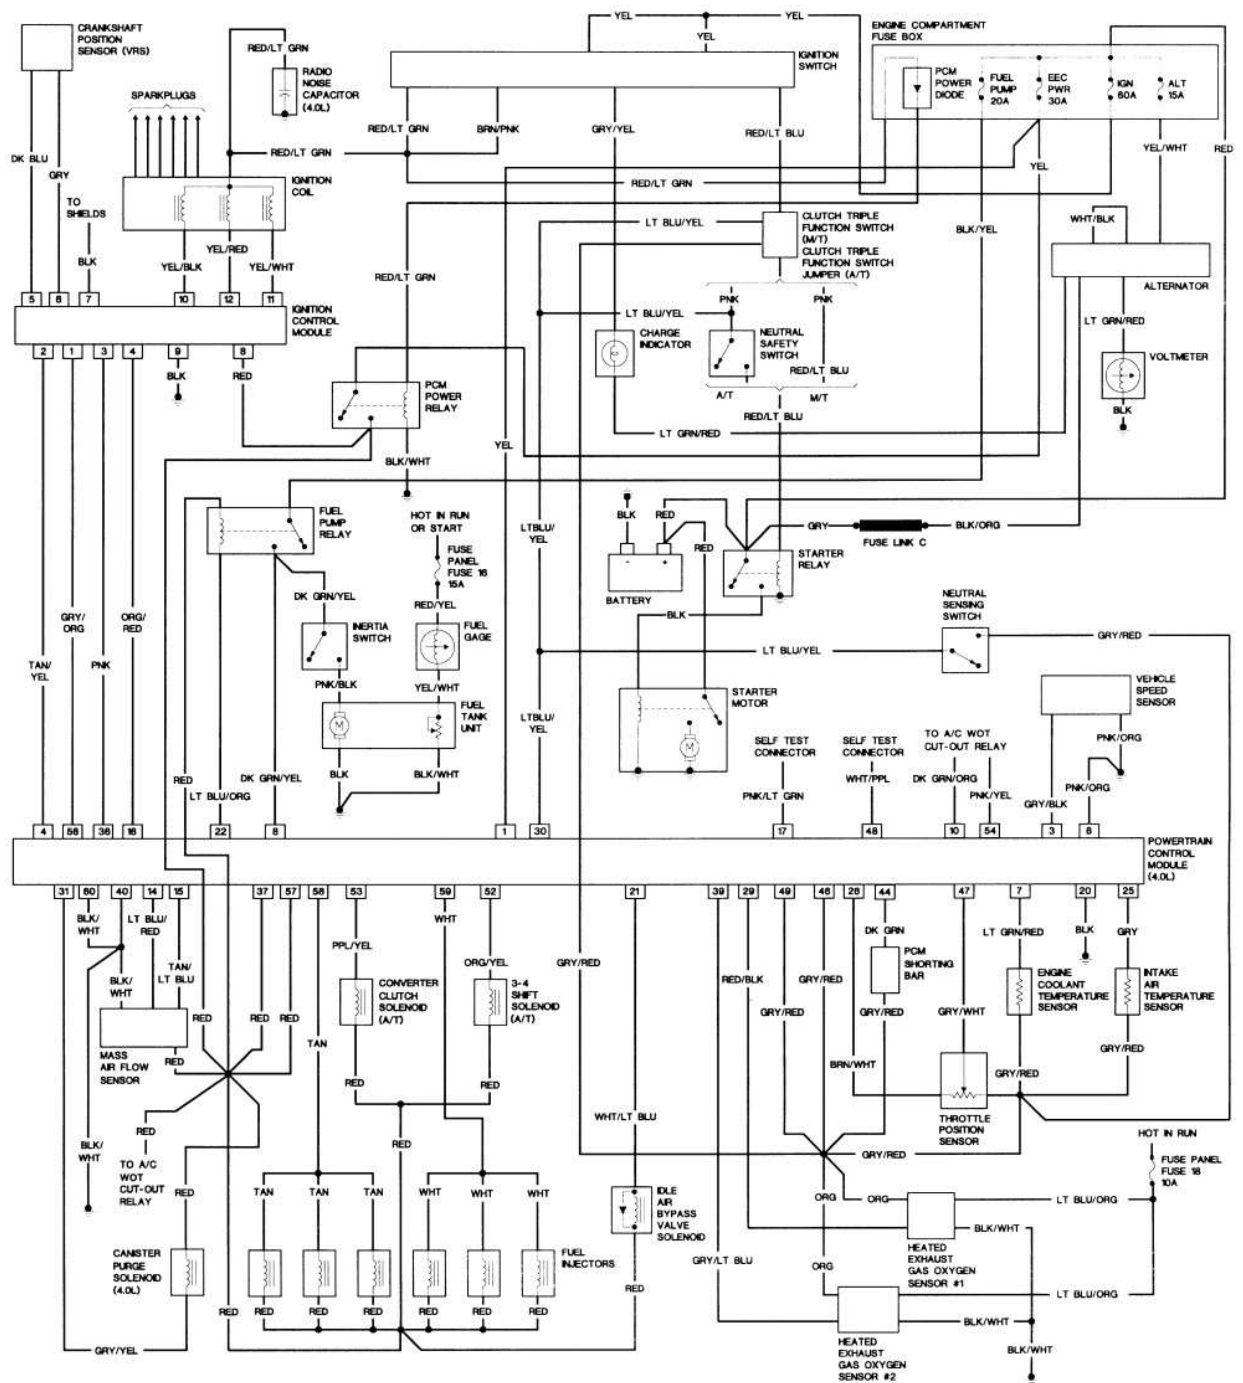 CRANKSHAFT
POSITION
SENSOR (VRS)
RED/LT GRN
RADIO
NOISE
CAPACITOR
(4.0L)
SPARKPLUGS
YEL
YEL
YEL
IGNITION
SWITCH
ENGINE COMPARTMENT
FUSE BOX
PCM
POWER
DIODE
FUEL
PUMP
20A
EEC
PWR
30A
IGN
60A
ALT
15A
DK BLU
GRY
RED/LT GRN
RED/LT GRN
BRN/PNK
GRY/YEL
RED/LT BLU
YEL
YEL/WHT
RED
IGNITION
COIL
RED/LT GRN
TO
SHIELDS
BLK
YEL/BLK
YEL/RED
YEL/WHT
RED/LT GRN
LT BLU/YEL
CLUTCH TRIPLE
FUNCTION SWITCH
(M/T)
CLUTCH TRIPLE
FUNCTION SWITCH
JUMPER (A/T)
BLK/YEL
WHT/BLK
ALTERNATOR
5
6
7
10
12
11
IGNITION
CONTROL
MODULE
2
1
3
4
9
8
BLK
RED
PNK
PNK
LT BLU/YEL
CHARGE
INDICATOR
NEUTRAL
SAFETY
SWITCH
RED/LT BLU
A/T
M/T
RED/LT BLU
LT GRN/RED
VOLTMETER
BLK
PCM
POWER
RELAY
BLK/WHT
YEL
LT GRN/RED
FUEL
PUMP
RELAY
HOT IN RUN
OR START
FUSE
PANEL
FUSE 16
15A
RED/YEL
LTBLU/
YEL
BLK
RED
RED
BATTERY
-
+
GRY
FUSE LINK C
BLK/ORG
STARTER
RELAY
DK GRN/YEL
INERTIA
SWITCH
FUEL
GAGE
BLK
NEUTRAL
SENSING
SWITCH
GRY/RED
GRY/
ORG
ORG/
RED
TAN/
YEL
PNK
PNK/BLK
YEL/WHT
FUEL
TANK
UNIT
M
LT BLU/YEL
LTBLU/
YEL
STARTER
MOTOR
M
VEHICLE
SPEED
SENSOR
PNK/ORG
PNK/ORG
GRY/BLK
RED
LT BLU/ORG
DK GRN/YEL
BLK
BLK/WHT
SELF TEST
CONNECTOR
PNK/LT GRN
SELF TEST
CONNECTOR
WHT/PPL
TO A/C WOT
CUT-OUT RELAY
DK GRN/ORG
PNK/YEL
4
56
36
16
22
8
1
30
17
48
10
54
3
6
POWERTRAIN
CONTROL
MODULE
(4.0L)
31
60
40
14
15
37
57
58
53
59
52
21
39
29
49
46
26
44
47
7
20
25
BLK/
WHT
LT BLU/
RED
BLK/
WHT
TAN/
LT BLU
RED
RED
RED
TAN
PPL/YEL
CONVERTER
CLUTCH
SOLENOID
(A/T)
WHT
ORG/YEL
3-4
SHIFT
SOLENOID
(A/T)
GRY/RED
RED/BLK
GRY/RED
GRY/RED
DK GRN
PCM
SHORTING
BAR
GRY/RED
BRN/WHT
GRY/WHT
LT GRN/RED
ENGINE
COOLANT
TEMPERATURE
SENSOR
BLK
GRY
INTAKE
AIR
TEMPERATURE
SENSOR
GRY/RED
GRY/RED
MASS
AIR FLOW
SENSOR
RED
RED
RED
RED
WHT/LT BLU
THROTTLE
POSITION
SENSOR
GRY/RED
BLK/
WHT
RED
TO A/C
WOT
CUT-OUT
RELAY
RED
TAN
TAN
TAN
WHT
WHT
WHT
IDLE
AIR
BYPASS
VALVE
SOLENOID
RED
HOT IN RUN
FUSE PANEL
FUSE 18
10A
ORG
ORG
LT BLU/ORG
BLK/WHT
HEATED
EXHAUST
GAS OXYGEN
SENSOR #1
CANISTER
PURGE
SOLENOID
(4.0L)
FUEL
INJECTORS
GRY/LT BLU
ORG
LT BLU/ORG
BLK/WHT
BLK/WHT
HEATED
EXHAUST
GAS OXYGEN
SENSOR #2
RED
RED
RED
RED
RED
RED
RED
GRY/YEL